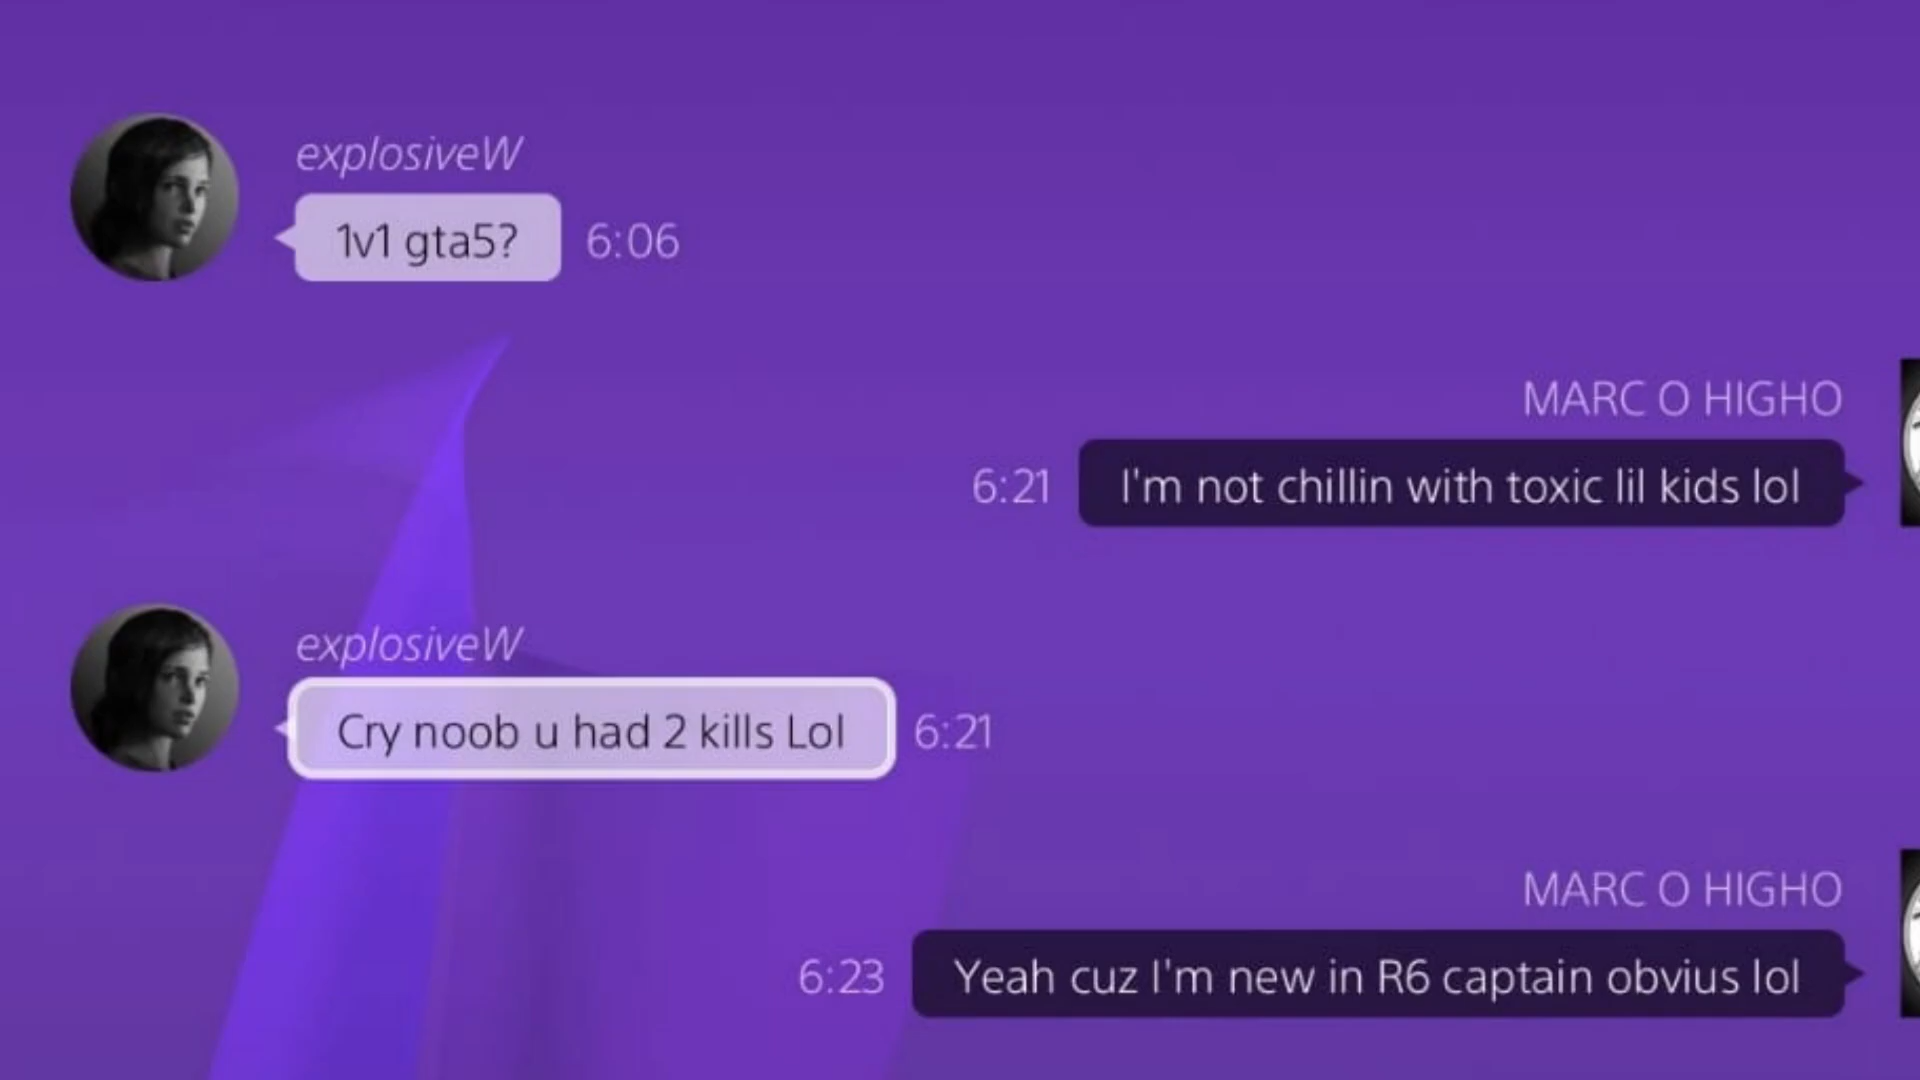 explosiveW
1v1 gta5? 6:06
MARC O HIGHO
6:21 I'm not chillin with toxic lil kids lol
explosiveW
Cry noob u had 2 kills Lol 6:21
MARC O HIGHO
6:23 Yeah cuz I'm new in R6 captain obvius lol